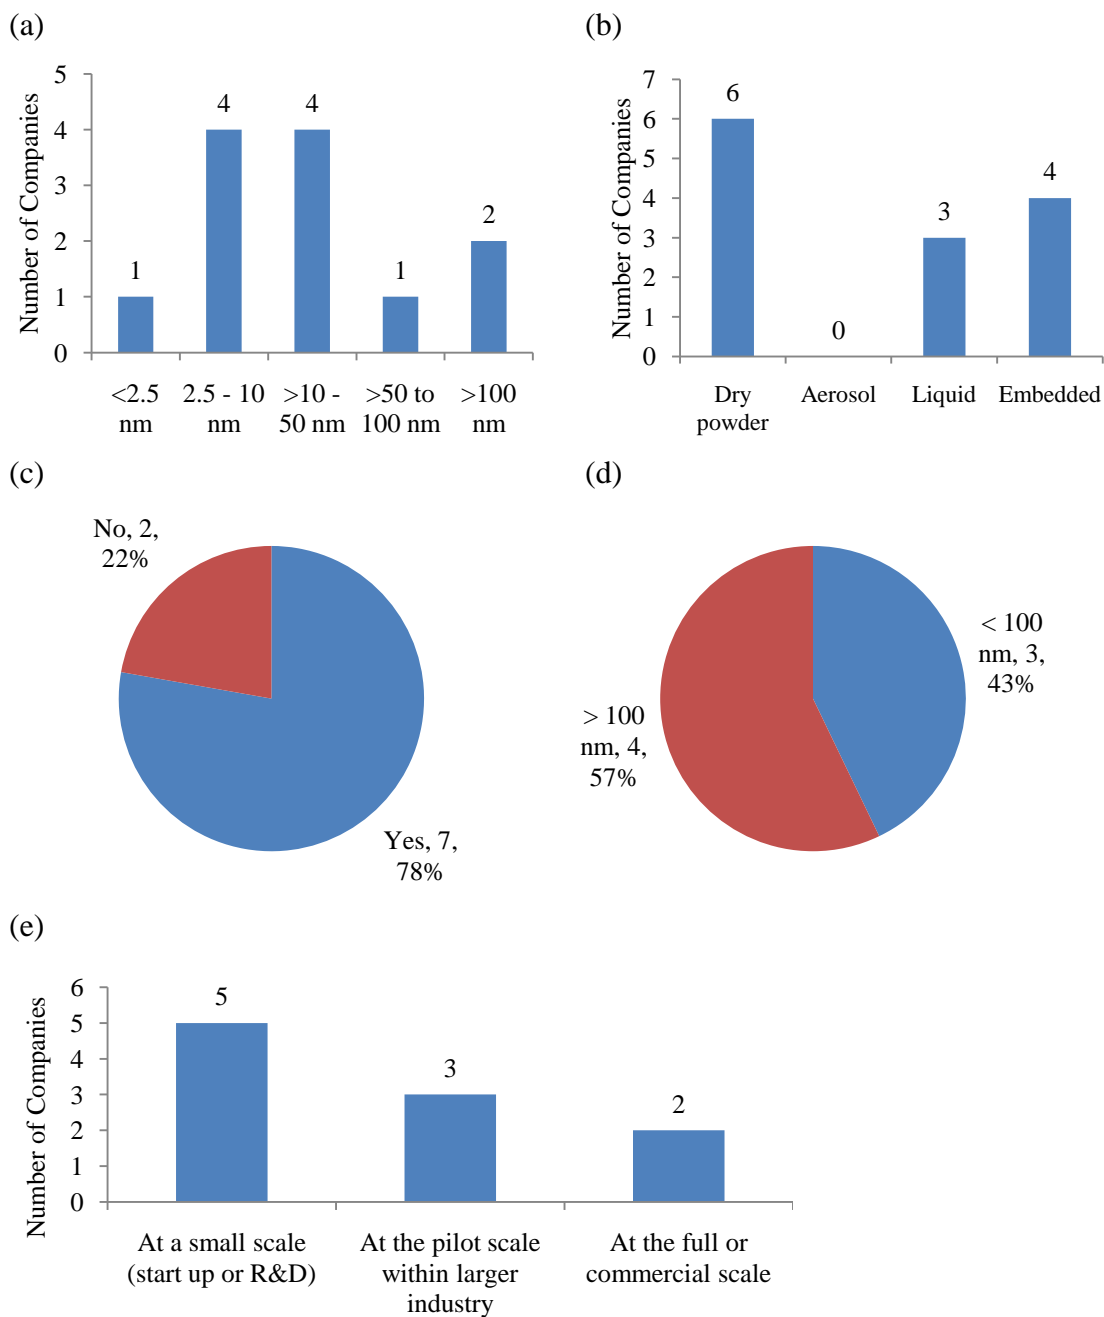 (a)
Number of Companies
5
4
3
2
1
0
1
4
4
1
2
<2.5
nm
2.5 - 10
nm
>10 -
50 nm
>50 to
100 nm
>100
nm
(b)
Number of Companies
7
6
5
4
3
2
1
0
6
0
3
4
Dry
powder
Aerosol
Liquid
Embedded
(c)
No, 2,
22%
Yes, 7,
78%
(d)
< 100
nm, 3,
43%
> 100
nm, 4,
57%
(e)
Number of Companies
6
5
4
3
2
1
0
5
3
2
At a small scale
(start up or R&D)
At the pilot scale
within larger
industry
At the full or
commercial scale